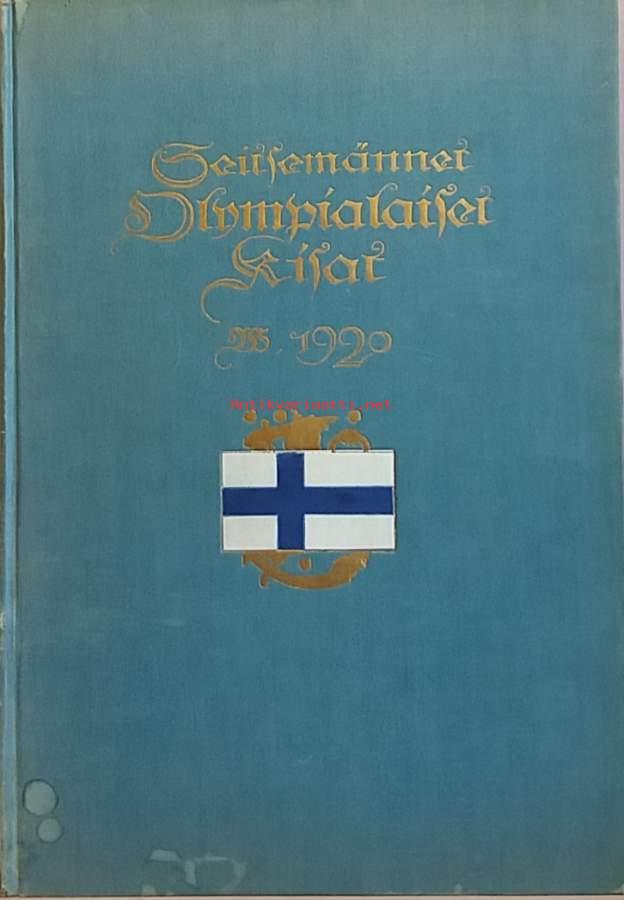 Seitsemännet
Olympialaiset
Kisat
W. 1920
Antikvariaatti.net